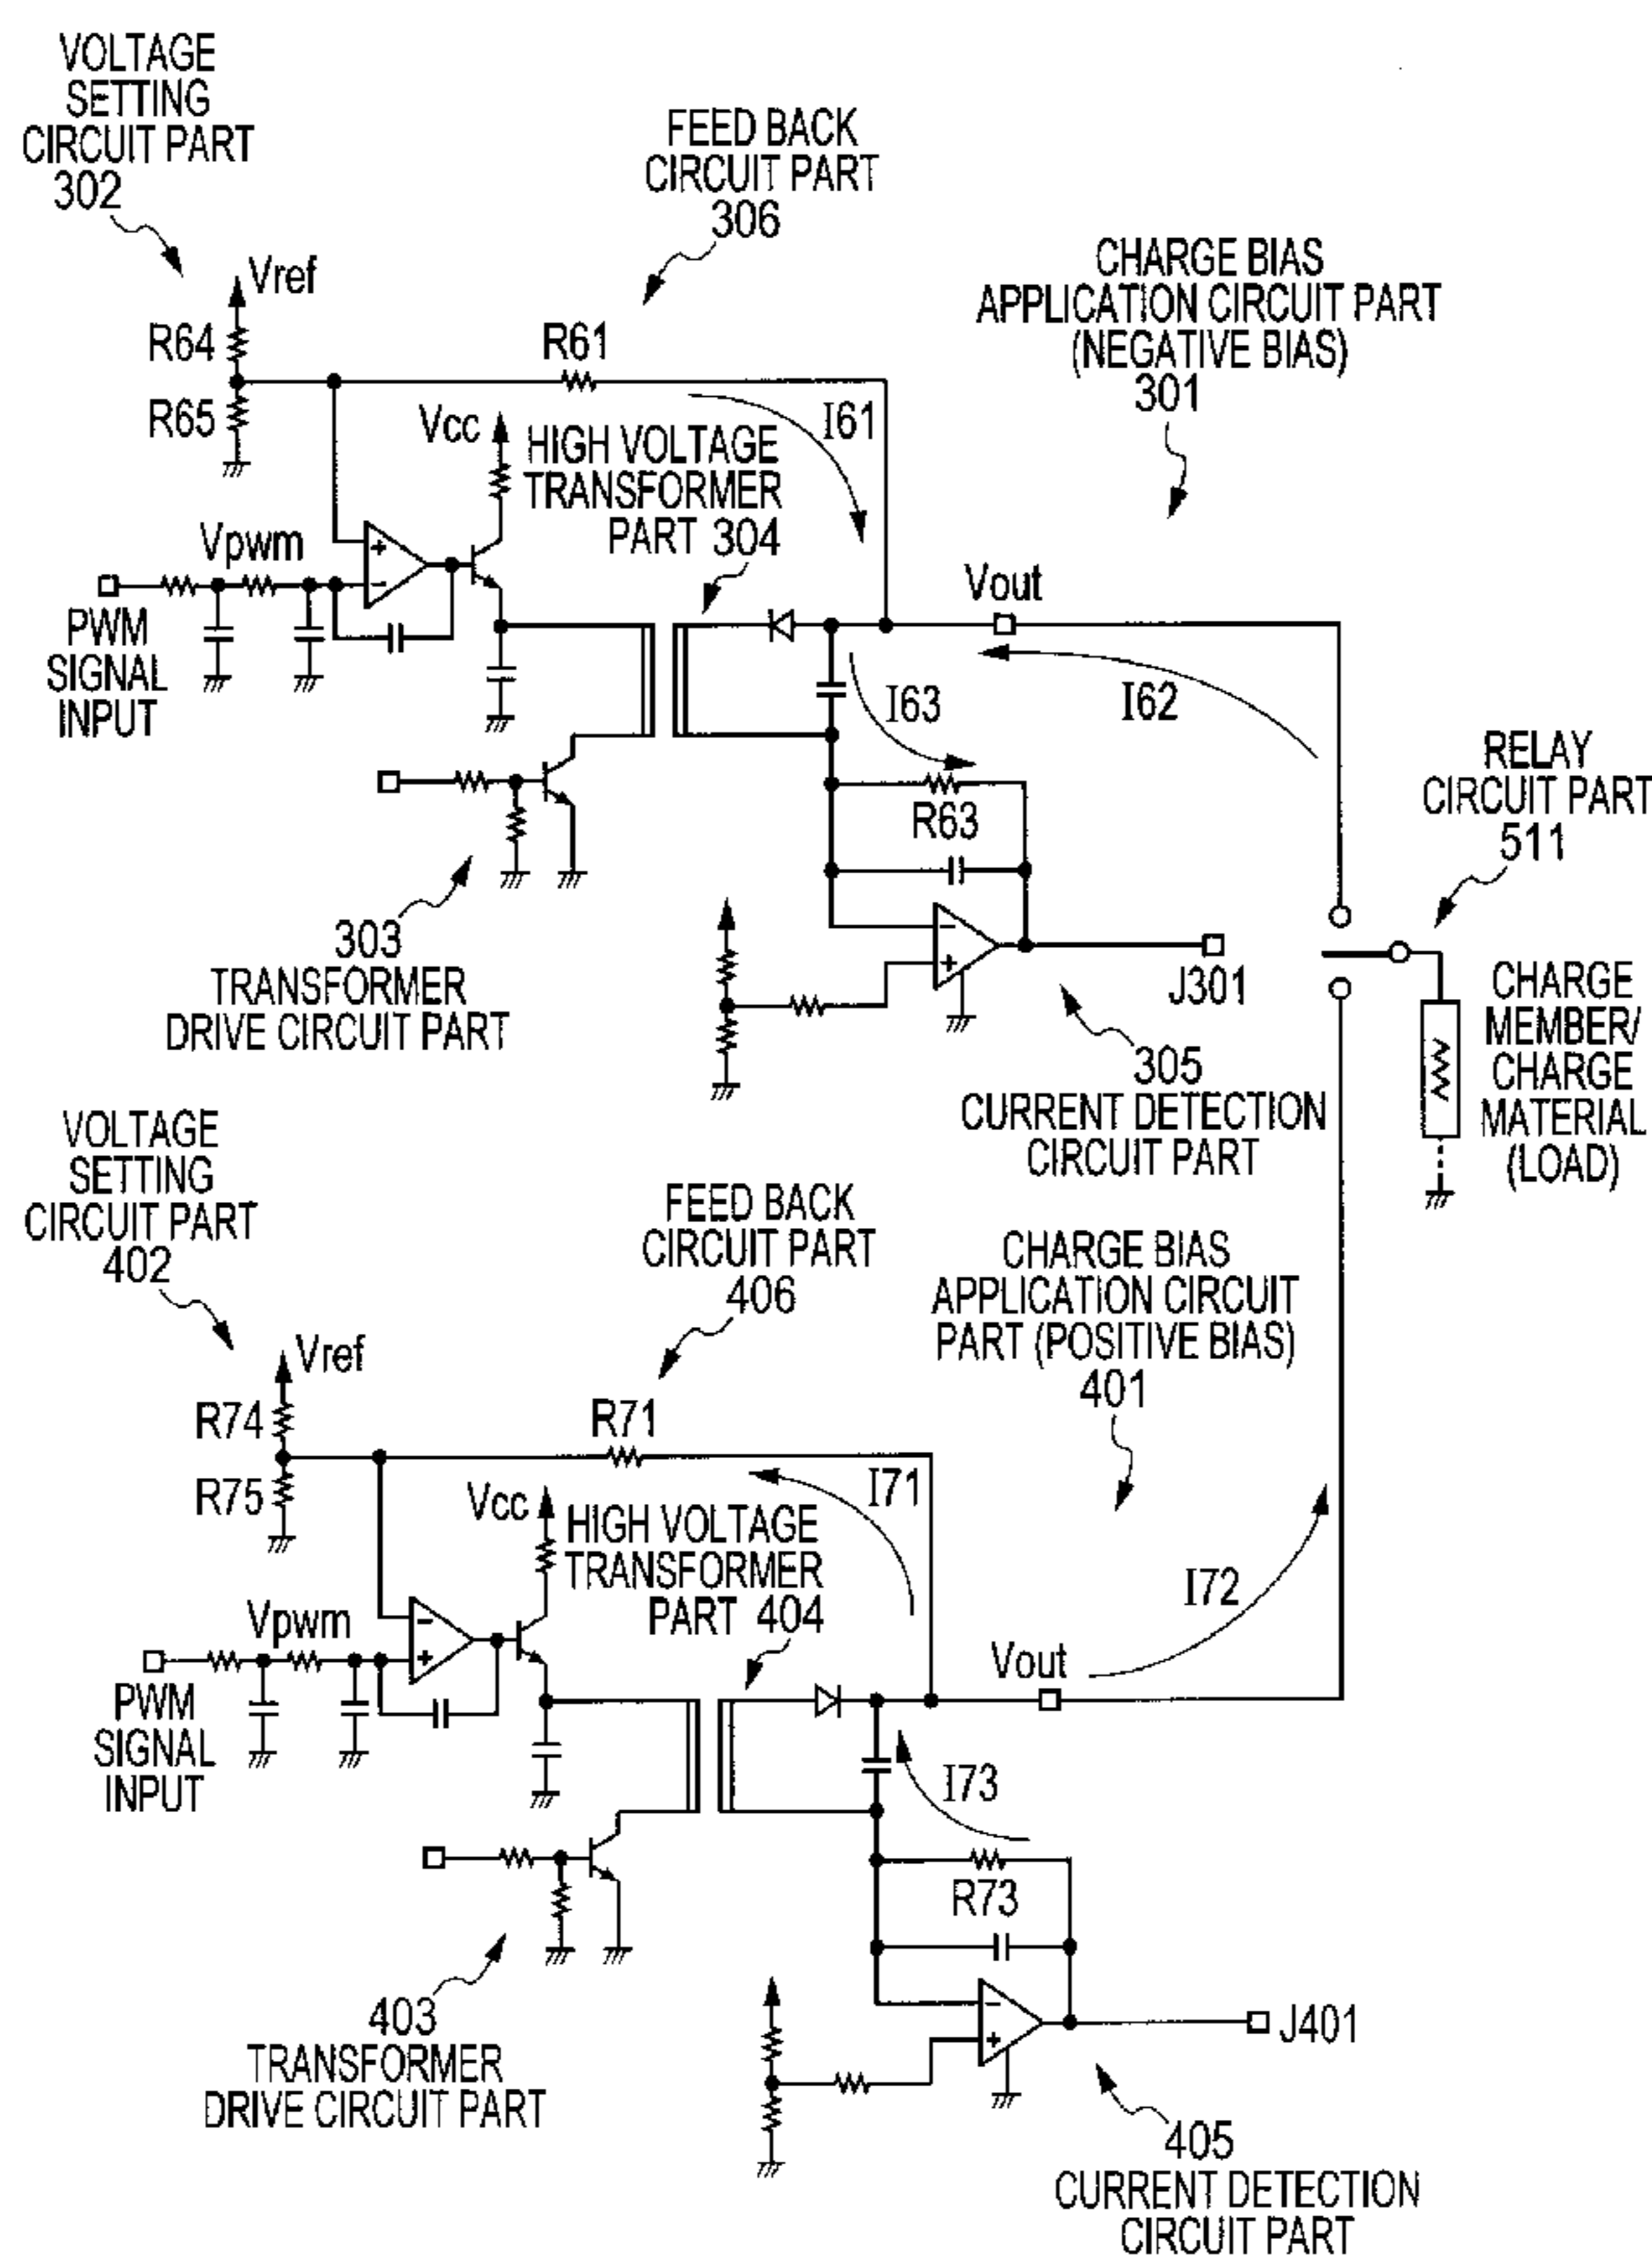 VOLTAGE
SETTING
CIRCUIT PART
302
FEED BACK
CIRCUIT PART
306
CHARGE BIAS
APPLICATION CIRCUIT PART
(NEGATIVE BIAS)
301
Vref
R64
R65
R61
I61
Vcc
HIGH VOLTAGE
TRANSFORMER
PART 304
Vpwm
+
-
PWM
SIGNAL
INPUT
Vout
I62
I63
R63
RELAY
CIRCUIT PART
511
303
TRANSFORMER
DRIVE CIRCUIT PART
-
+
J301
305
CURRENT DETECTION
CIRCUIT PART
CHARGE
MEMBER/
CHARGE
MATERIAL
(LOAD)
VOLTAGE
SETTING
CIRCUIT PART
402
FEED BACK
CIRCUIT PART
406
CHARGE BIAS
APPLICATION CIRCUIT
PART (POSITIVE BIAS)
401
Vref
R74
R75
R71
I71
Vcc
HIGH VOLTAGE
TRANSFORMER
PART 404
Vpwm
-
+
PWM
SIGNAL
INPUT
Vout
I72
I73
R73
403
TRANSFORMER
DRIVE CIRCUIT PART
-
+
J401
405
CURRENT DETECTION
CIRCUIT PART